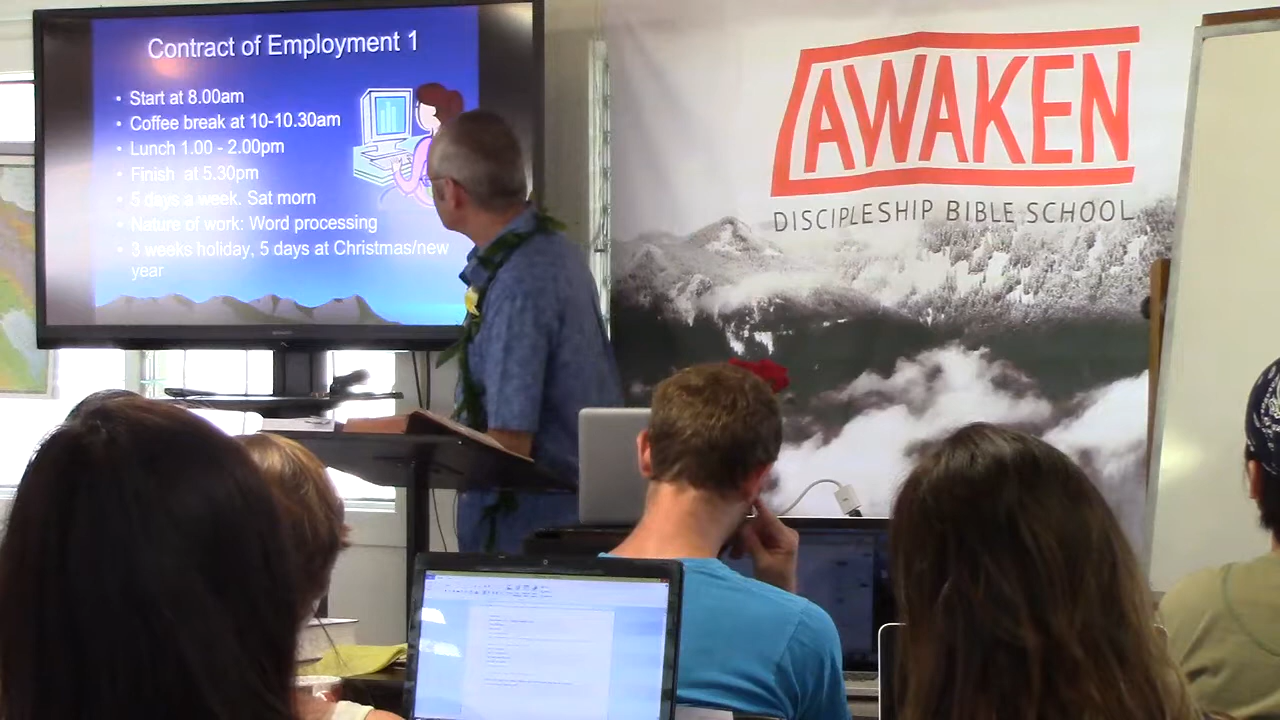 Contract of Employment 1
• Start at 8.00am
• Coffee break at 10-10.30am
• Lunch 1.00 - 2.00pm
• Finish at 5.30pm
• 5 days a week. Sat morn
• Nature of work: Word processing
• 3 weeks holiday, 5 days at Christmas/new
year
AWAKEN
DISCIPLESHIP BIBLE SCHOOL